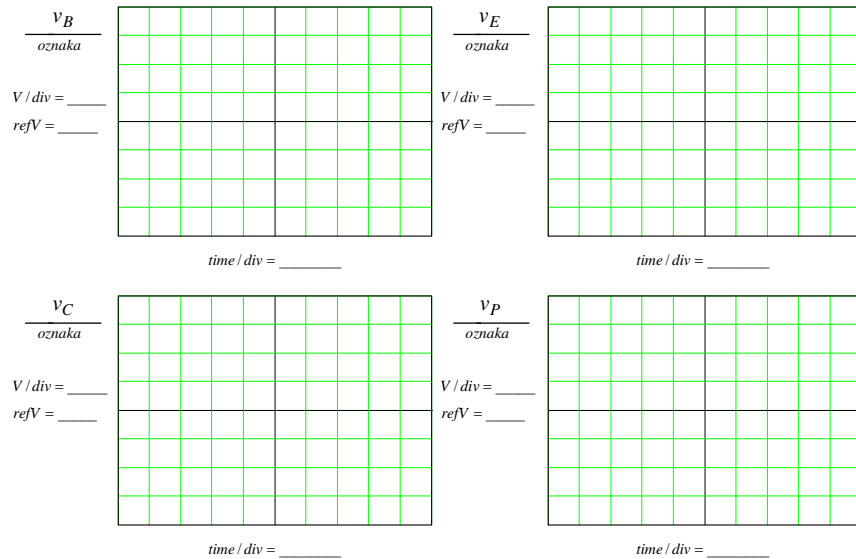 v_B
oznaka
V / div = _____
refV = _____
time / div = ________
v_E
oznaka
V / div = _____
refV = _____
time / div = ________
v_C
oznaka
V / div = _____
refV = _____
time / div = ________
v_P
oznaka
V / div = _____
refV = _____
time / div = ________